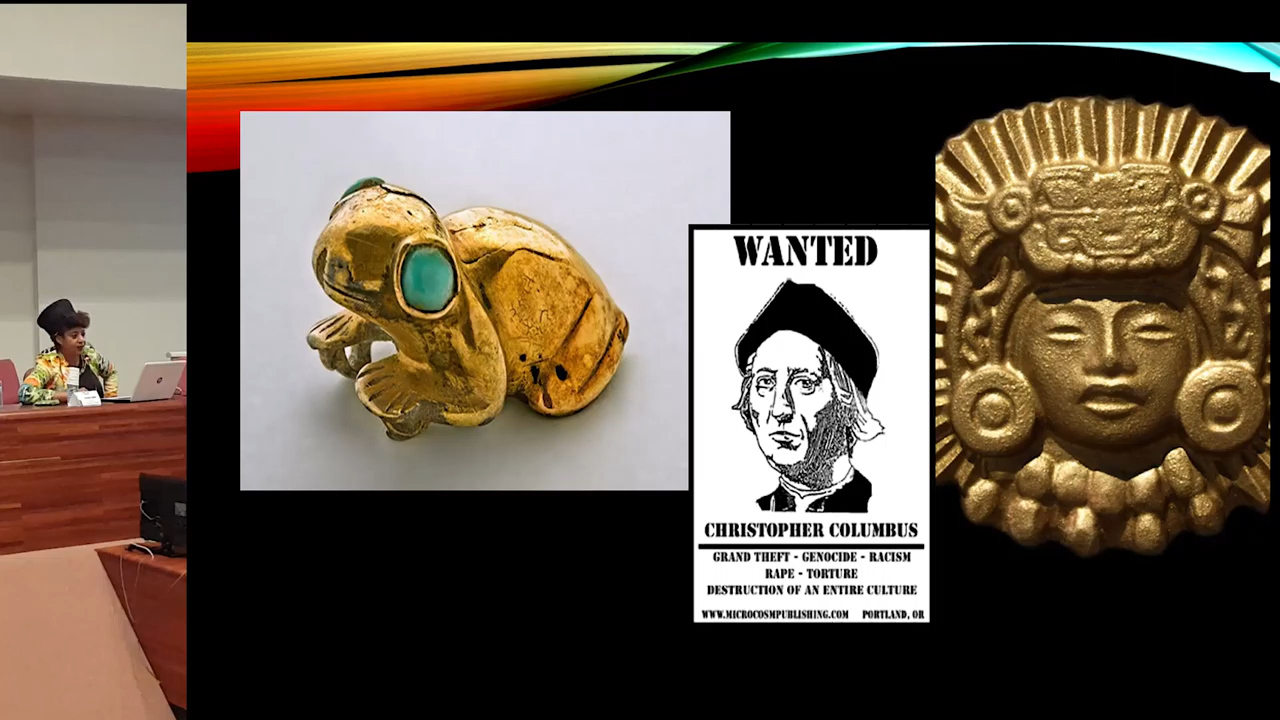 WANTED
CHRISTOPHER COLUMBUS
GRAND THEFT - GENOCIDE - RACISM
RAPE - TORTURE
DESTRUCTION OF AN ENTIRE CULTURE
WWW.MICROCOSMPUBLISHING.COM PORTLAND, OR